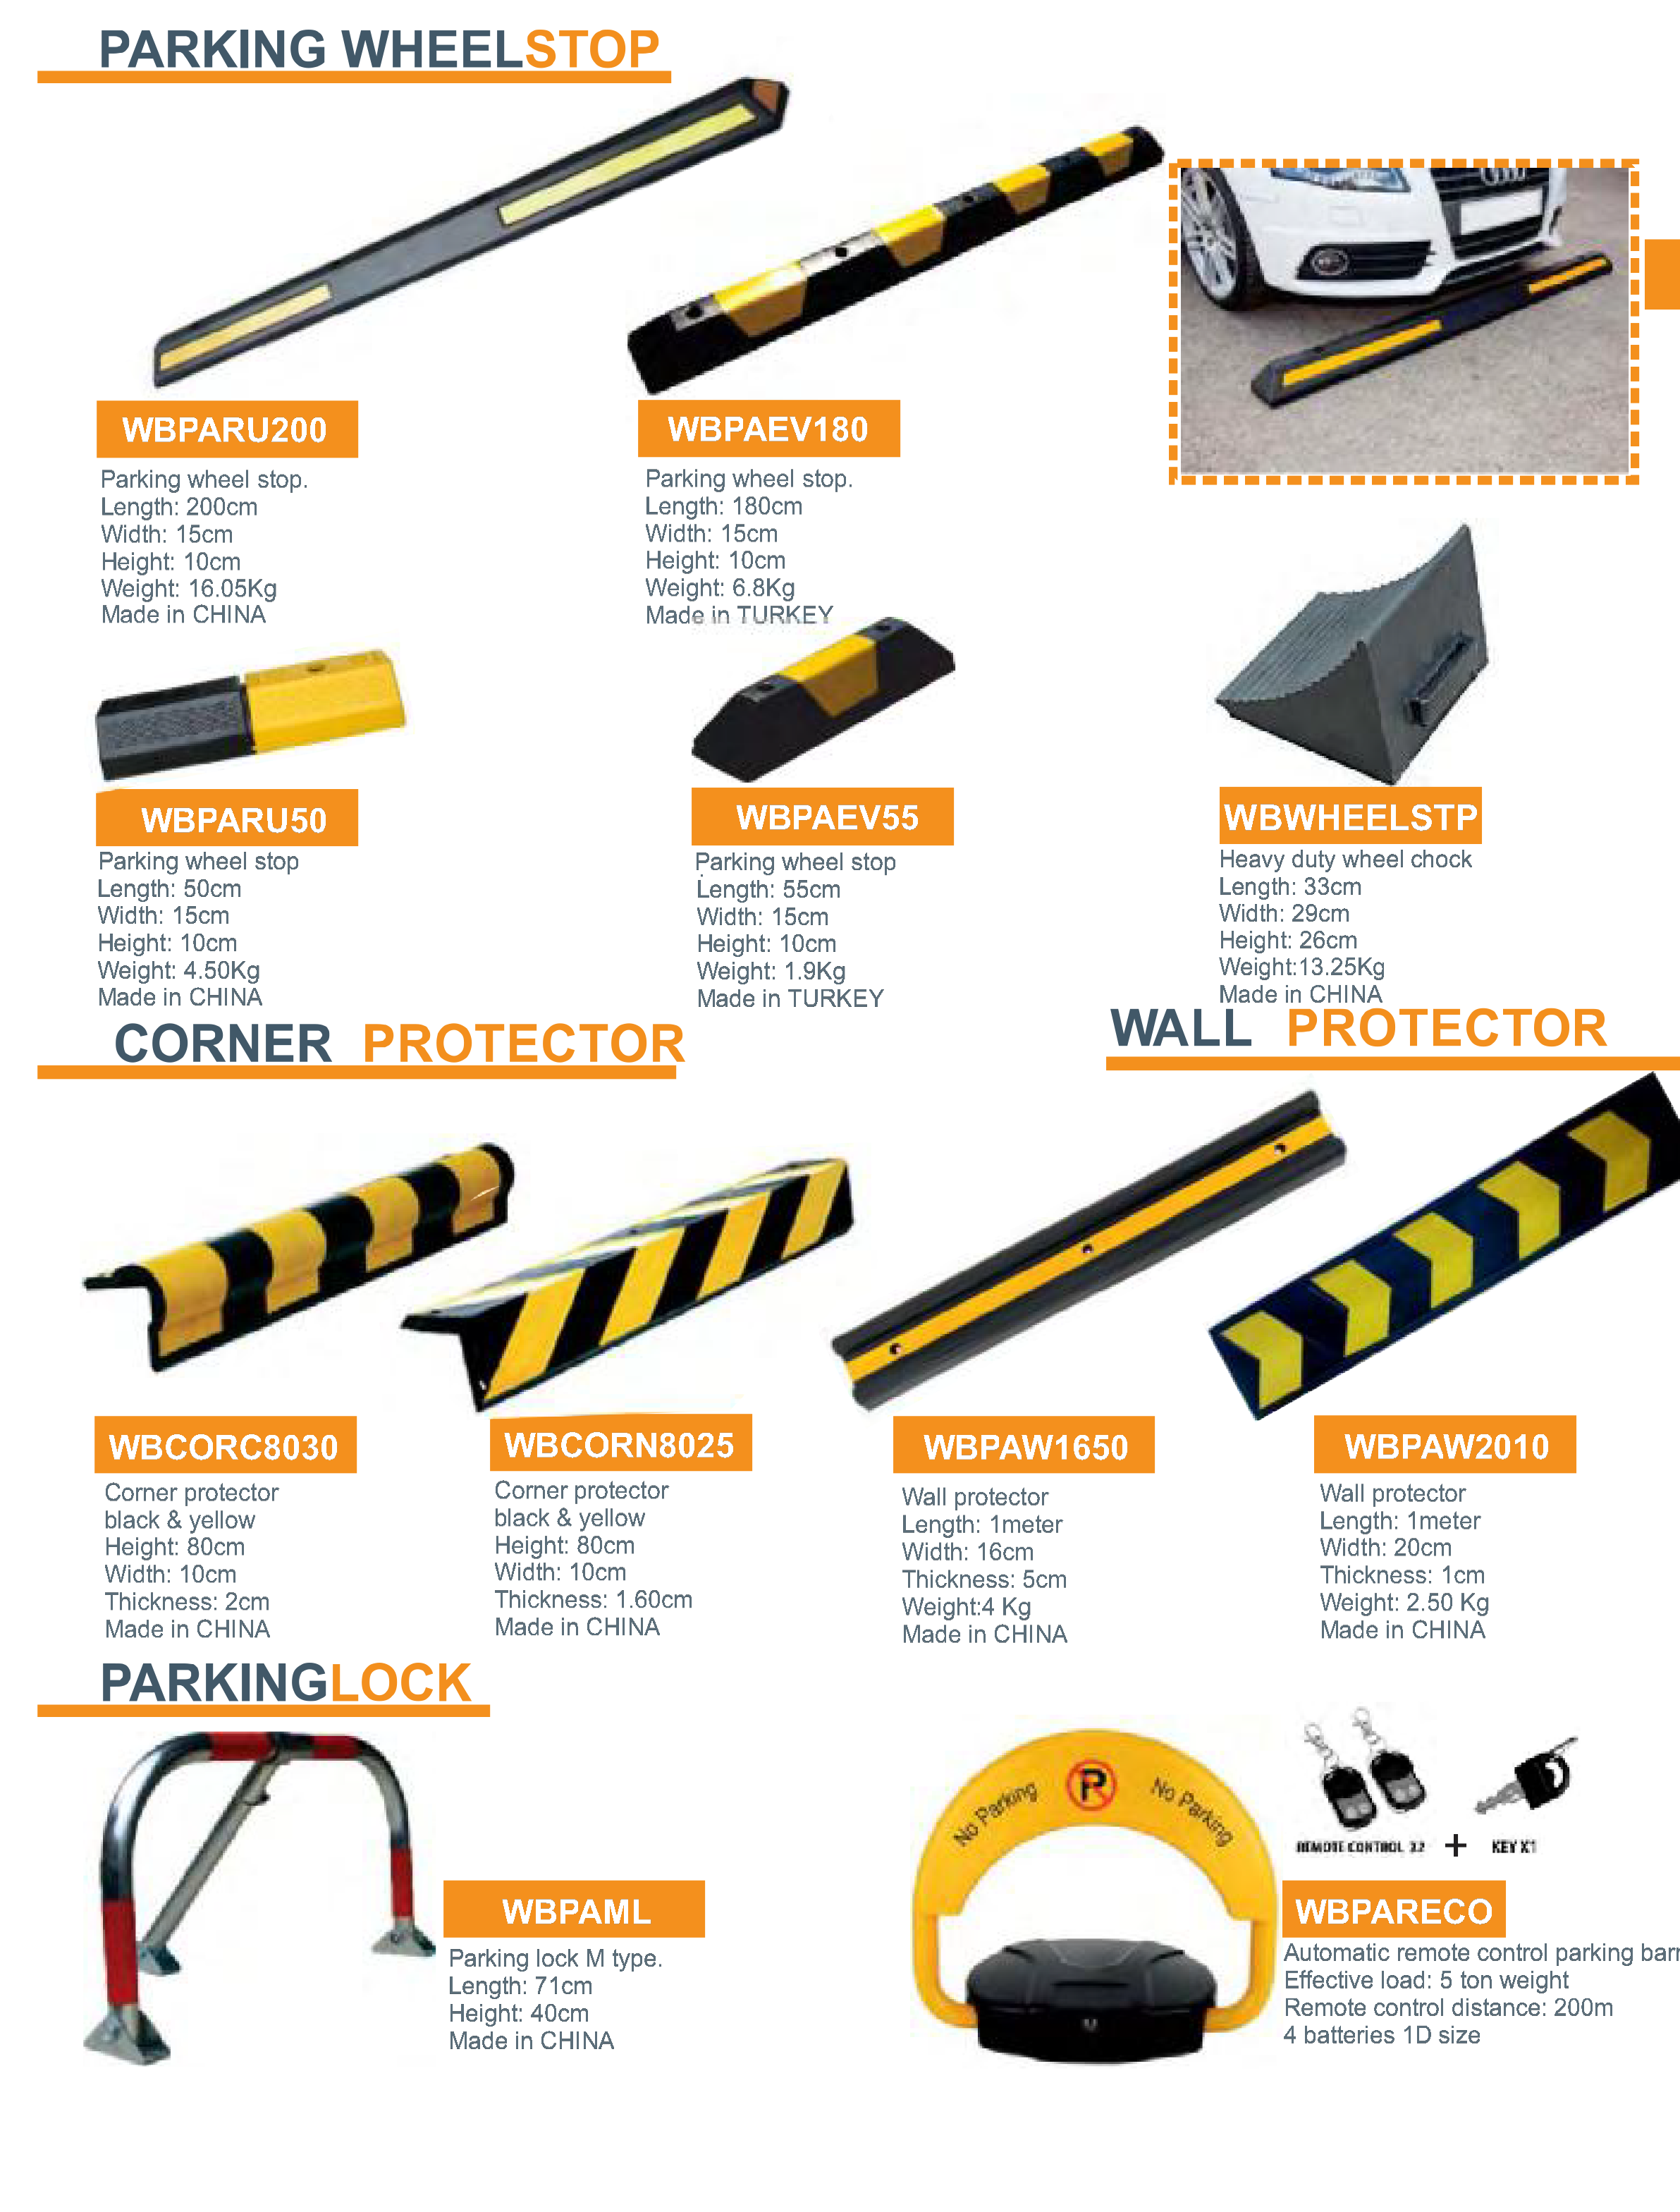 PARKING WHEELSTOP
WBPARU200
Parking wheel stop.
Length: 200cm
Width: 15cm
Height: 10cm
Weight: 16.05Kg
Made in CHINA
WBPAEV180
Parking wheel stop.
Length: 180cm
Width: 15cm
Height: 10cm
Weight: 6.8Kg
Made in TURKEY
WBPARU50
Parking wheel stop
Length: 50cm
Width: 15cm
Height: 10cm
Weight: 4.50Kg
Made in CHINA
WBPAEV55
Parking wheel stop
Length: 55cm
Width: 15cm
Height: 10cm
Weight: 1.9Kg
Made in TURKEY
WBWHEELSTP
Heavy duty wheel chock
Length: 33cm
Width: 29cm
Height: 26cm
Weight:13.25Kg
Made in CHINA
CORNER PROTECTOR
WBCORC8030
Corner protector
black & yellow
Height: 80cm
Width: 10cm
Thickness: 2cm
Made in CHINA
WBCORN8025
Corner protector
black & yellow
Height: 80cm
Width: 10cm
Thickness: 1.60cm
Made in CHINA
WALL PROTECTOR
WBPAW1650
Wall protector
Length: 1meter
Width: 16cm
Thickness: 5cm
Weight:4 Kg
Made in CHINA
WBPAW2010
Wall protector
Length: 1meter
Width: 20cm
Thickness: 1cm
Weight: 2.50 Kg
Made in CHINA
PARKINGLOCK
WBPAML
Parking lock M type.
Length: 71cm
Height: 40cm
Made in CHINA
No Parking P No Parking
REMOTE CONTROL + KEY X1
WBPARECO
Automatic remote control parking barr
Effective load: 5 ton weight
Remote control distance: 200m
4 batteries 1D size